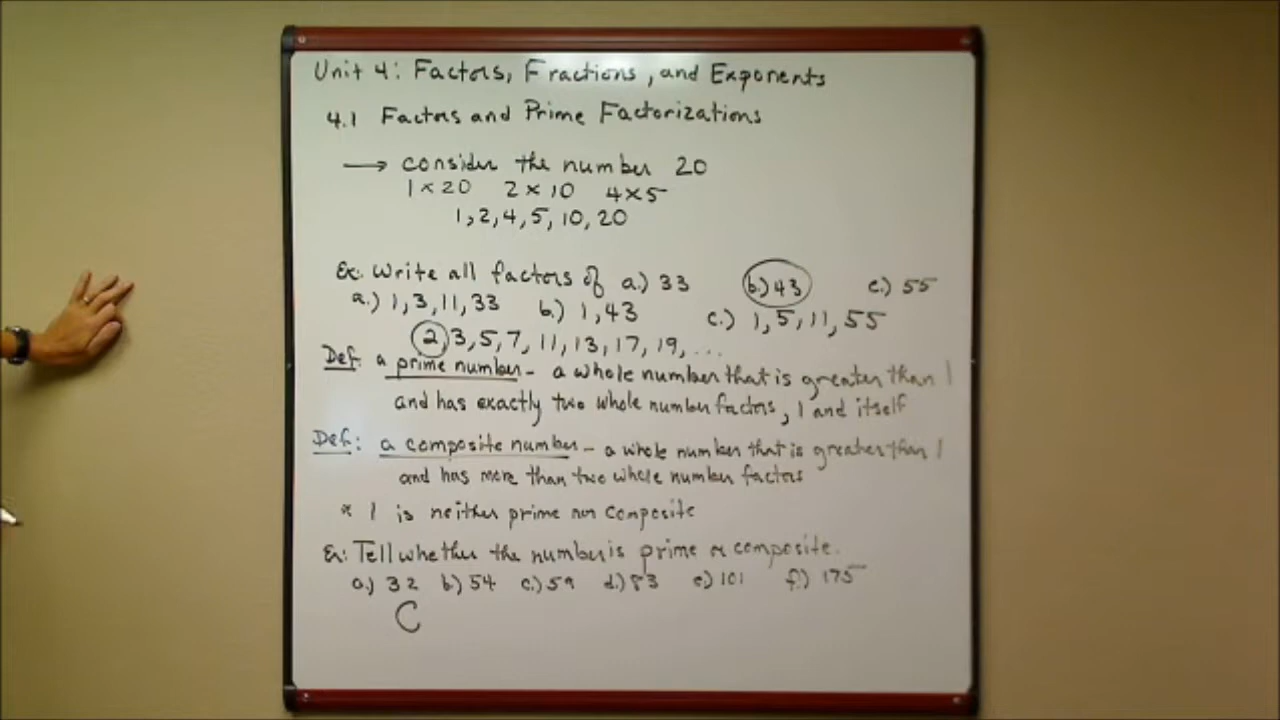 Unit 4: Factors, Fractions, and Exponents
4.1 Factors and Prime Factorizations
→ consider the number 20
1 × 20 2 × 10 4 × 5
1, 2, 4, 5, 10, 20
Ex: Write all factors of a.) 33 b.) 43 c.) 55
a.) 1, 3, 11, 33 b.) 1, 43 c.) 1, 5, 11, 55
2, 3, 5, 7, 11, 13, 17, 19, ...
Def: a prime number - a whole number that is greater than 1
and has exactly two whole number factors, 1 and itself
Def: a composite number - a whole number that is greater than 1
and has more than two whole number factors
* 1 is neither prime nor composite
Ex: Tell whether the number is prime or composite.
a.) 32 b.) 54 c.) 59 d.) 83 e.) 101 f.) 175
C